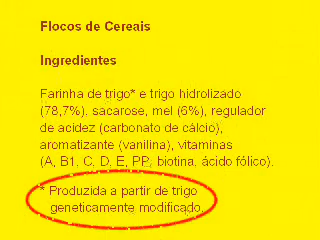 Flocos de Cereais
Ingredientes
Farinha de trigo* e trigo hidrolizado
(78,7%), sacarose, mel (6%), regulador
de acidez (carbonato de cálcio),
aromatizante (vanilina), vitaminas
(A, B1, C, D, E, PP, biotina, ácido fólico).
* Produzida a partir de trigo
geneticamente modificado.